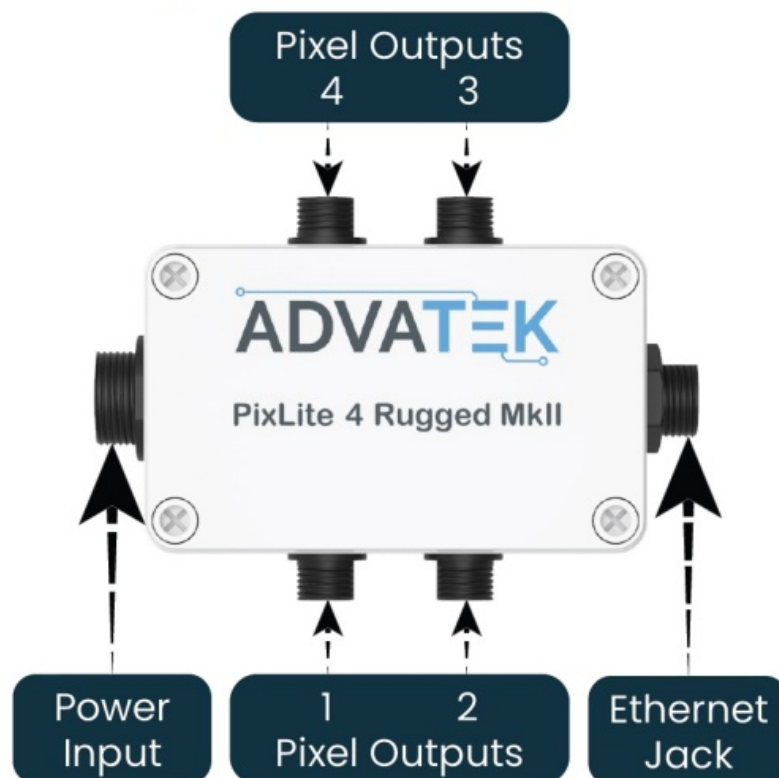 Pixel Outputs
4 3
ADVATEK
PixLite 4 Rugged MkII
Power
Input
1 2
Pixel Outputs
Ethernet
Jack